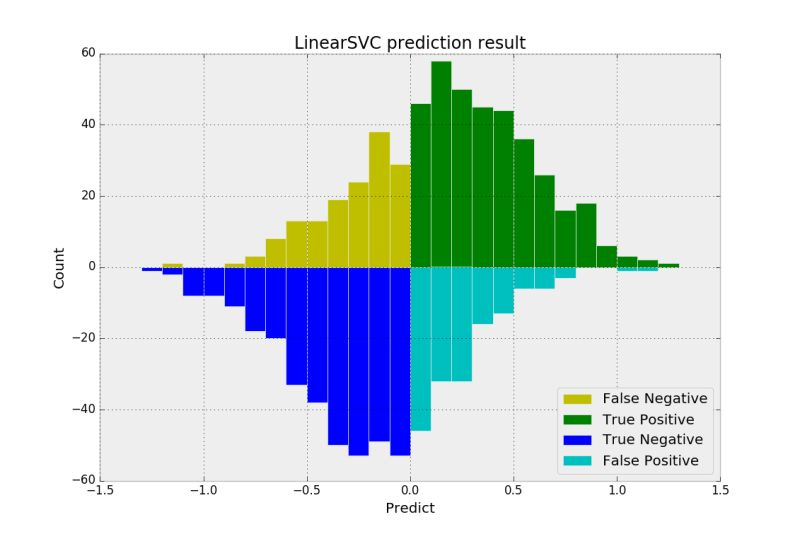 LinearSVC prediction result
60
40
20
0
−20
−40
−60
Count
−1.5 −1.0 −0.5 0.0 0.5 1.0 1.5
Predict
False Negative
True Positive
True Negative
False Positive